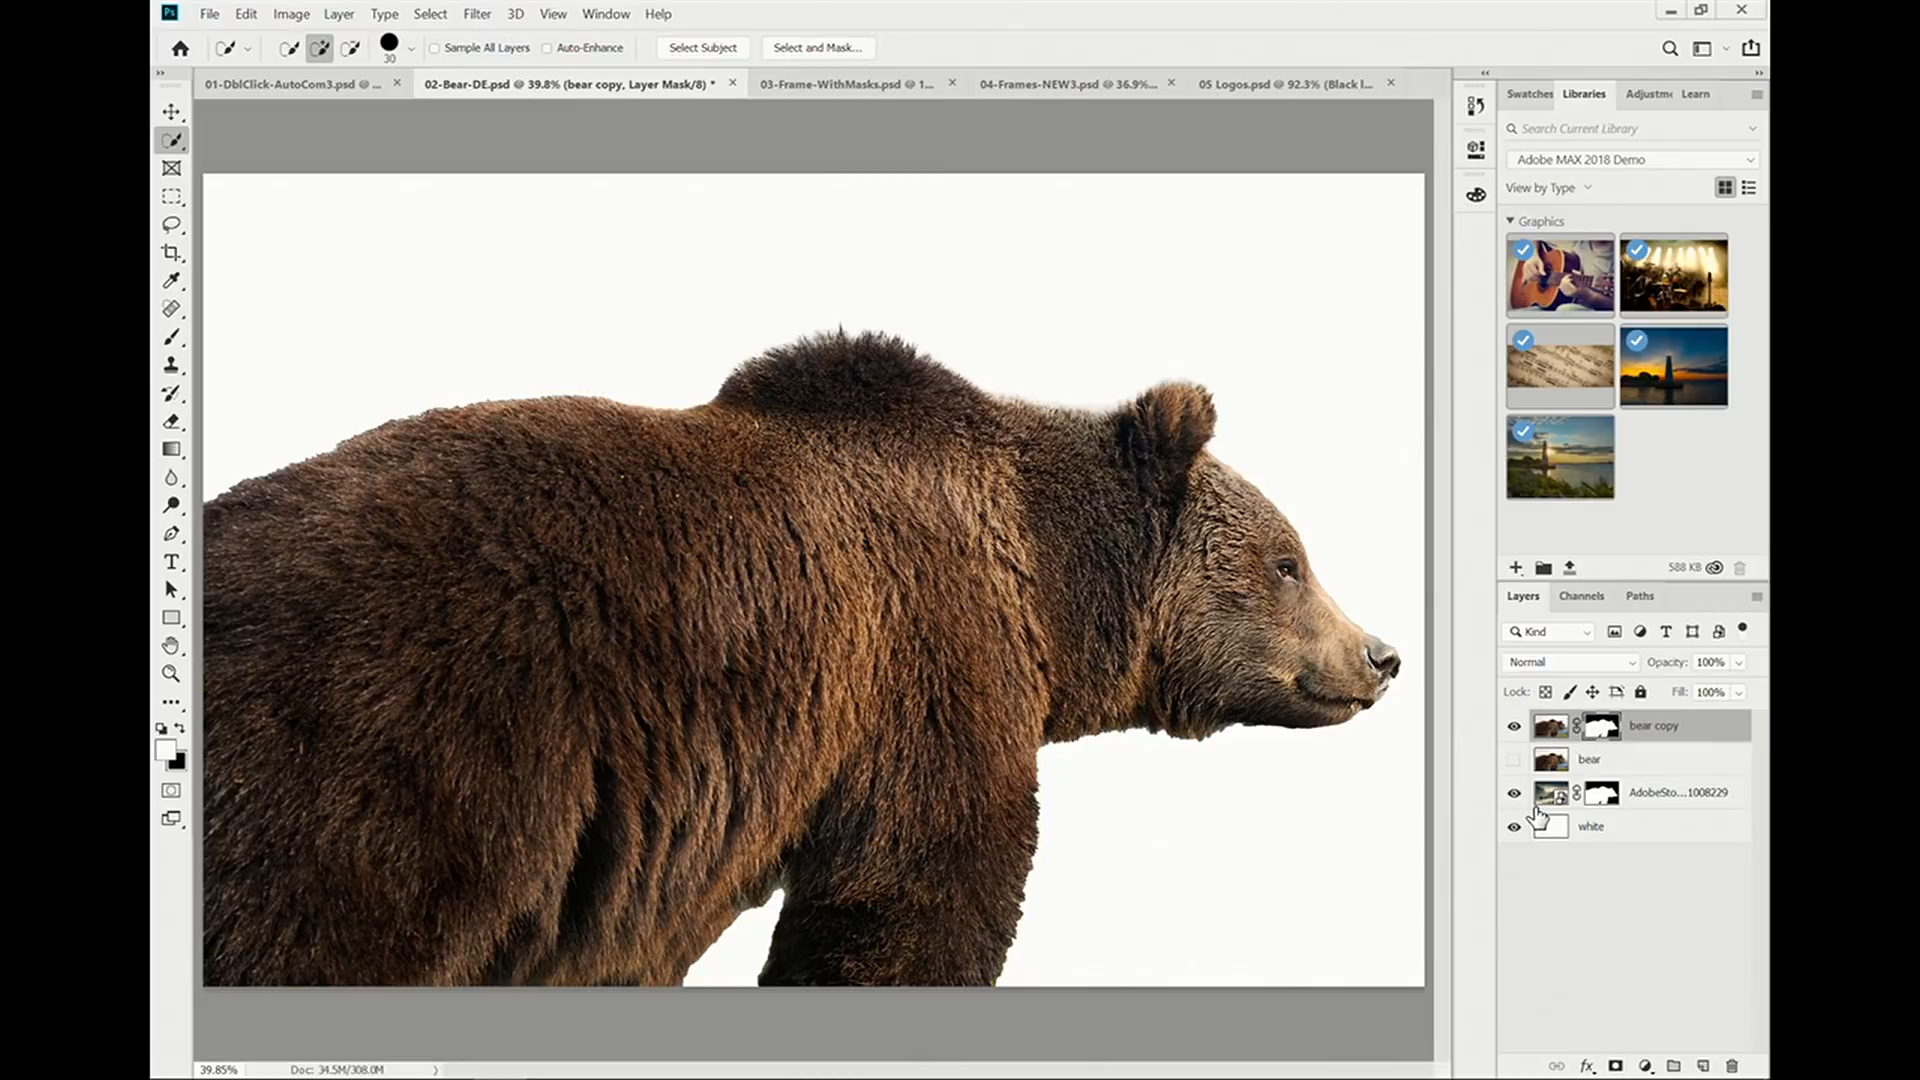 Ps File Edit Image Layer Type Select Filter 3D View Window Help
30 Sample All Layers Auto-Enhance Select Subject Select and Mask...
01-DblClick-AutoCom3.psd @ ... 02-Bear-DE.psd @ 39.8% (bear copy, Layer Mask/8) * 03-Frame-WithMasks.psd @ 1... 04-Frames-NEW3.psd @ 36.9%... 05 Logos.psd @ 92.3% (Black l...
Swatches Libraries Adjustme Learn
Search Current Library
Adobe MAX 2018 Demo
View by Type
Graphics
588 KB
Layers Channels Paths
Kind
Normal Opacity: 100%
Lock: Fill: 100%
bear copy
bear
AdobeSto...1008229
white
fx
39.85% Doc: 34.5M/308.0M